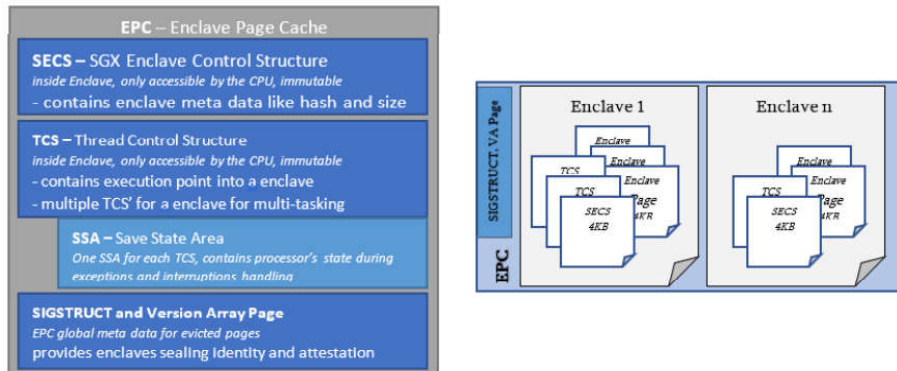 EPC – Enclave Page Cache
SECS – SGX Enclave Control Structure
inside Enclave, only accessible by the CPU, immutable
- contains enclave meta data like hash and size
TCS – Thread Control Structure
inside Enclave, only accessible by the CPU, immutable
- contains execution point into a enclave
- multiple TCS' for a enclave for multi-tasking
SSA – Save State Area
One SSA for each TCS, contains processor's state during
exceptions and interruptions handling
SIGSTRUCT and Version Array Page
EPC global meta data for evicted pages
provides enclaves sealing identity and attestation
EPC
SIGSTRUCT, VA Page
Enclave 1
Enclave
Enclave
TCS
TCS
Enclave
Page
4KB
SECS
4KB
Enclave n
Enclave
TCS
Enclave
Page
4KB
SECS
4KB